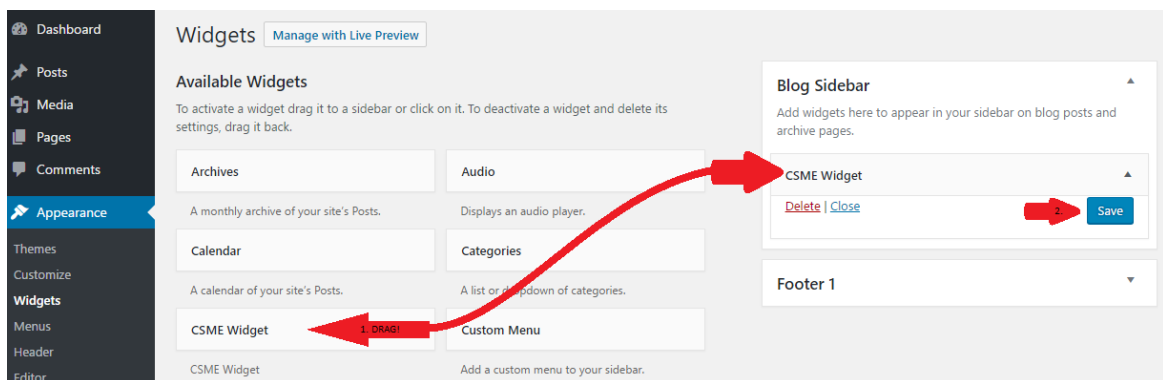 Dashboard
Posts
Media
Pages
Comments
Appearance
Themes
Customize
Widgets
Menus
Header
Editor
Widgets Manage with Live Preview
Available Widgets
To activate a widget drag it to a sidebar or click on it. To deactivate a widget and delete its
settings, drag it back.
Archives
A monthly archive of your site's Posts.
Audio
Displays an audio player.
Calendar
A calendar of your site's Posts.
Categories
A list or dropdown of categories.
CSME Widget
1. DRAG!
CSME Widget
Custom Menu
Add a custom menu to your sidebar.
Blog Sidebar
Add widgets here to appear in your sidebar on blog posts and
archive pages.
CSME Widget
Delete | Close
2.
Save
Footer 1